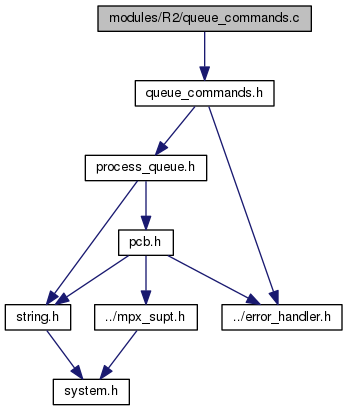 modules/R2/queue_commands.c
queue_commands.h
process_queue.h
pcb.h
string.h
../mpx_supt.h
../error_handler.h
system.h